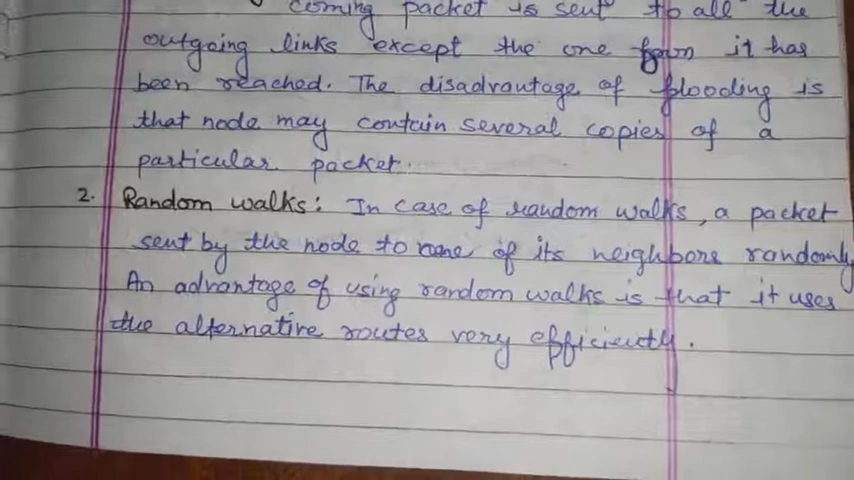 coming packet is sent to all the
outgoing links except the one from it has
been reached. The disadvantage of flooding is
that node may contain several copies of a
particular packet.
2. Random walks: In case of random walks, a packet
sent by the node to one of its neighbors randomly
An advantage of using random walks is that it uses
the alternative routes very efficiently.